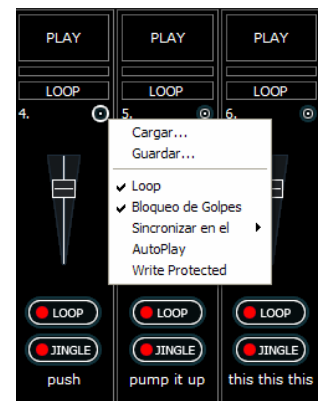 PLAY PLAY PLAY
LOOP LOOP LOOP
4. 5. 6.
Cargar...
Guardar...
Loop
Bloqueo de Golpes
Sincronizar en el
AutoPlay
Write Protected
LOOP LOOP LOOP
JINGLE JINGLE JINGLE
push pump it up this this this